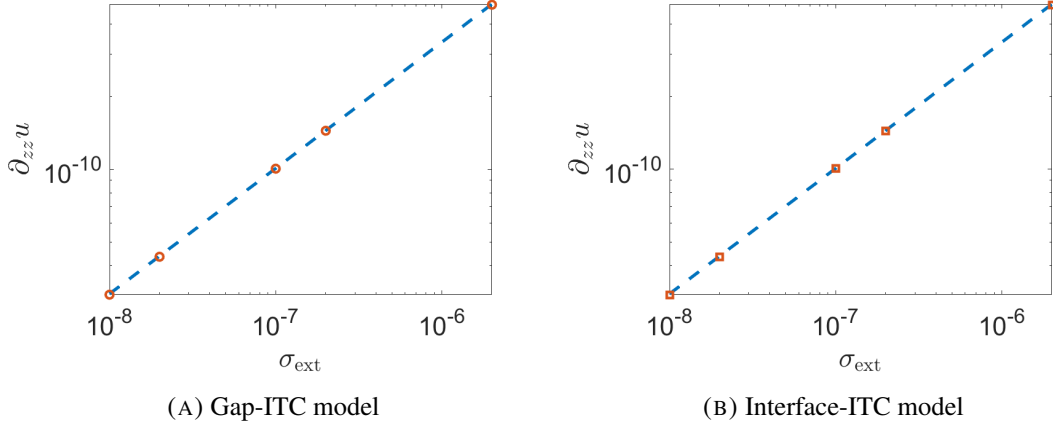 ∂zzu
10-10
10-8
10-7
10-6
σext
(A) Gap-ITC model
∂zzu
10-10
10-8
10-7
10-6
σext
(B) Interface-ITC model